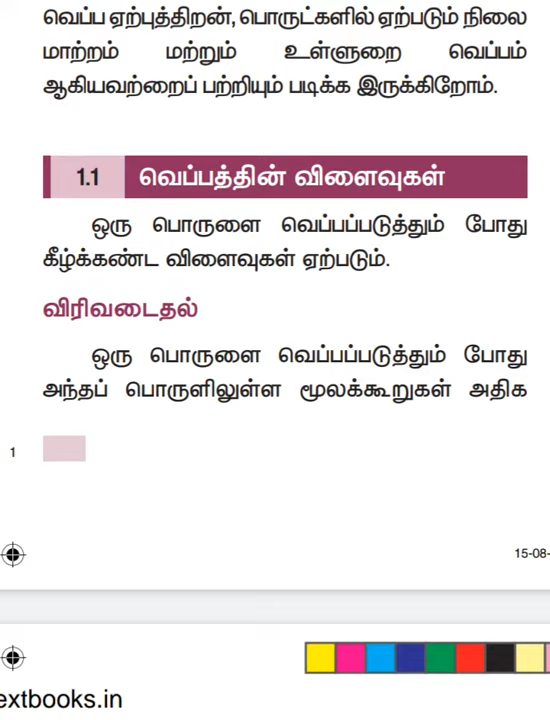 வெப்ப ஏற்புத்திறன், பொருட்களில் ஏற்படும் நிலை
மாற்றம் மற்றும் உள்ளுறை வெப்பம்
ஆகியவற்றைப் பற்றியும் படிக்க இருக்கிறோம்.
1.1 வெப்பத்தின் விளைவுகள்
ஒரு பொருளை வெப்பப்படுத்தும் போது
கீழ்க்கண்ட விளைவுகள் ஏற்படும்.
விரிவடைதல்
ஒரு பொருளை வெப்பப்படுத்தும் போது
அந்தப் பொருளிலுள்ள மூலக்கூறுகள் அதிக
1
15-08-
extbooks.in